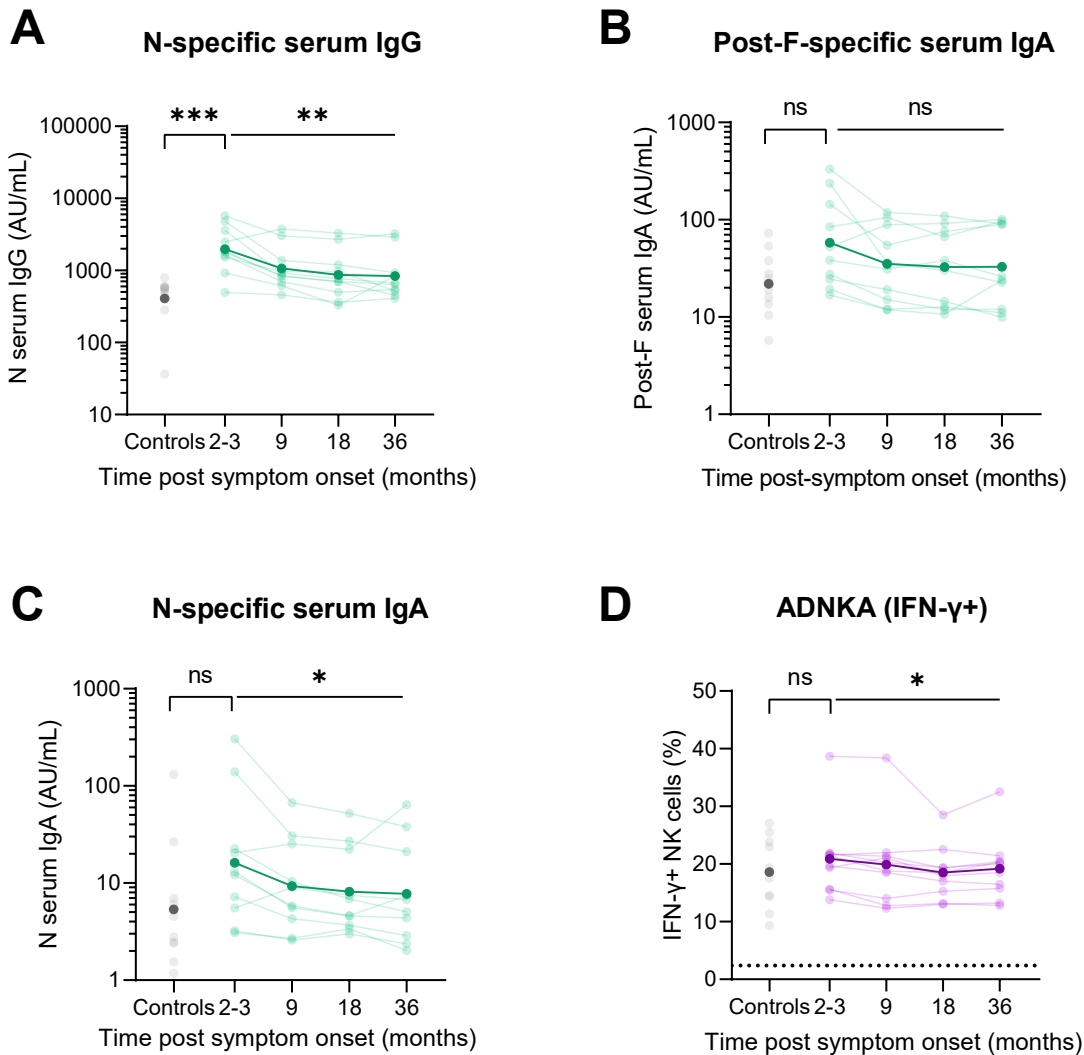 A
N-specific serum IgG
N serum IgG (AU/mL)
100000
10000
1000
100
10
***
**
Controls 2-3 9 18 36
Time post symptom onset (months)
B
Post-F-specific serum IgA
Post-F serum IgA (AU/mL)
1000
100
10
1
ns
ns
Controls 2-3 9 18 36
Time post-symptom onset (months)
C
N-specific serum IgA
N serum IgA (AU/mL)
1000
100
10
1
ns
*
Controls 2-3 9 18 36
Time post symptom onset (months)
D
ADNKA (IFN-γ+)
IFN-γ+ NK cells (%)
50
40
30
20
10
0
ns
*
Controls 2-3 9 18 36
Time post symptom onset (months)